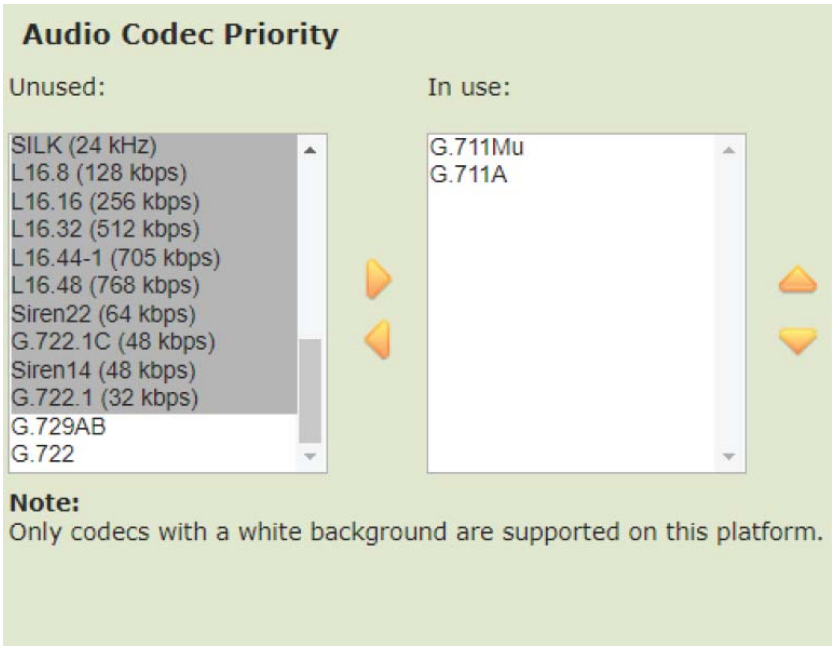 Audio Codec Priority
Unused:
SILK (24 kHz)
L16.8 (128 kbps)
L16.16 (256 kbps)
L16.32 (512 kbps)
L16.44-1 (705 kbps)
L16.48 (768 kbps)
Siren22 (64 kbps)
G.722.1C (48 kbps)
Siren14 (48 kbps)
G.722.1 (32 kbps)
G.729AB
G.722
In use:
G.711Mu
G.711A
Note:
Only codecs with a white background are supported on this platform.